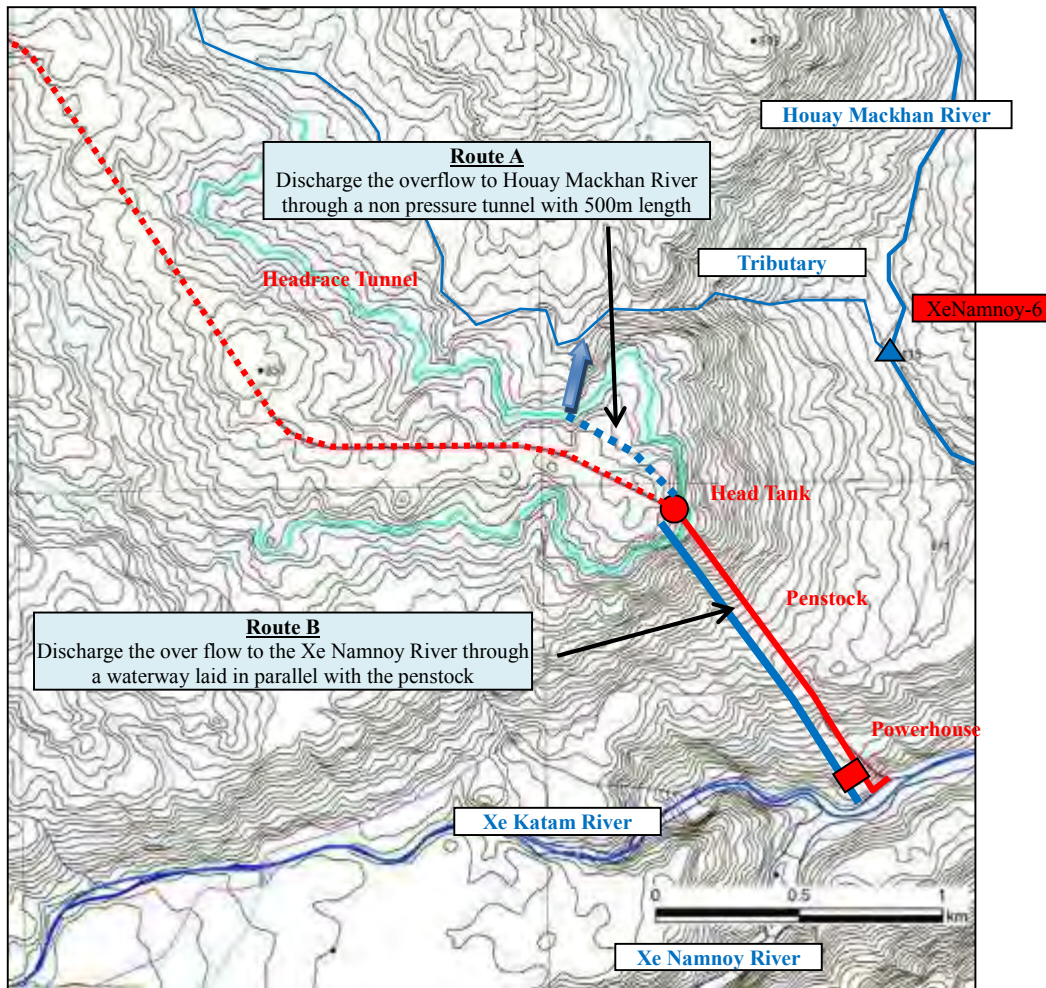 Houay Mackhan River
Route A
Discharge the overflow to Houay Mackhan River
through a non pressure tunnel with 500m length
Tributary
Headrace Tunnel
XeNamnoy-6
Head Tank
Penstock
Route B
Discharge the over flow to the Xe Namnoy River through
a waterway laid in parallel with the penstock
Powerhouse
Xe Katam River
0 0.5 1
km
Xe Namnoy River